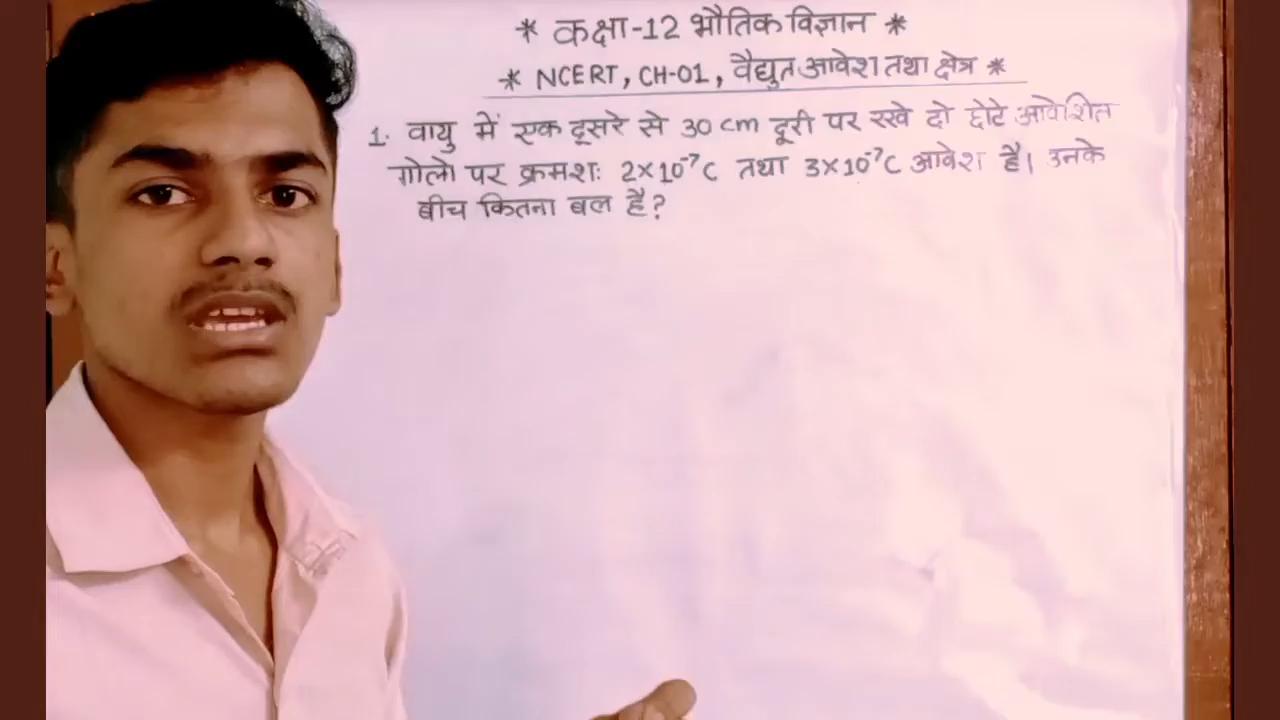 * कक्षा-12 भौतिक विज्ञान *
* NCERT, CH-01, वैद्युत आवेश तथा क्षेत्र *
1. वायु में एक दूसरे से 30 cm दूरी पर रखे दो छोटे आवेशित
गोलो पर क्रमशः 2×10⁻⁷C तथा 3×10⁻⁷C आवेश है। उनके
बीच कितना बल है?